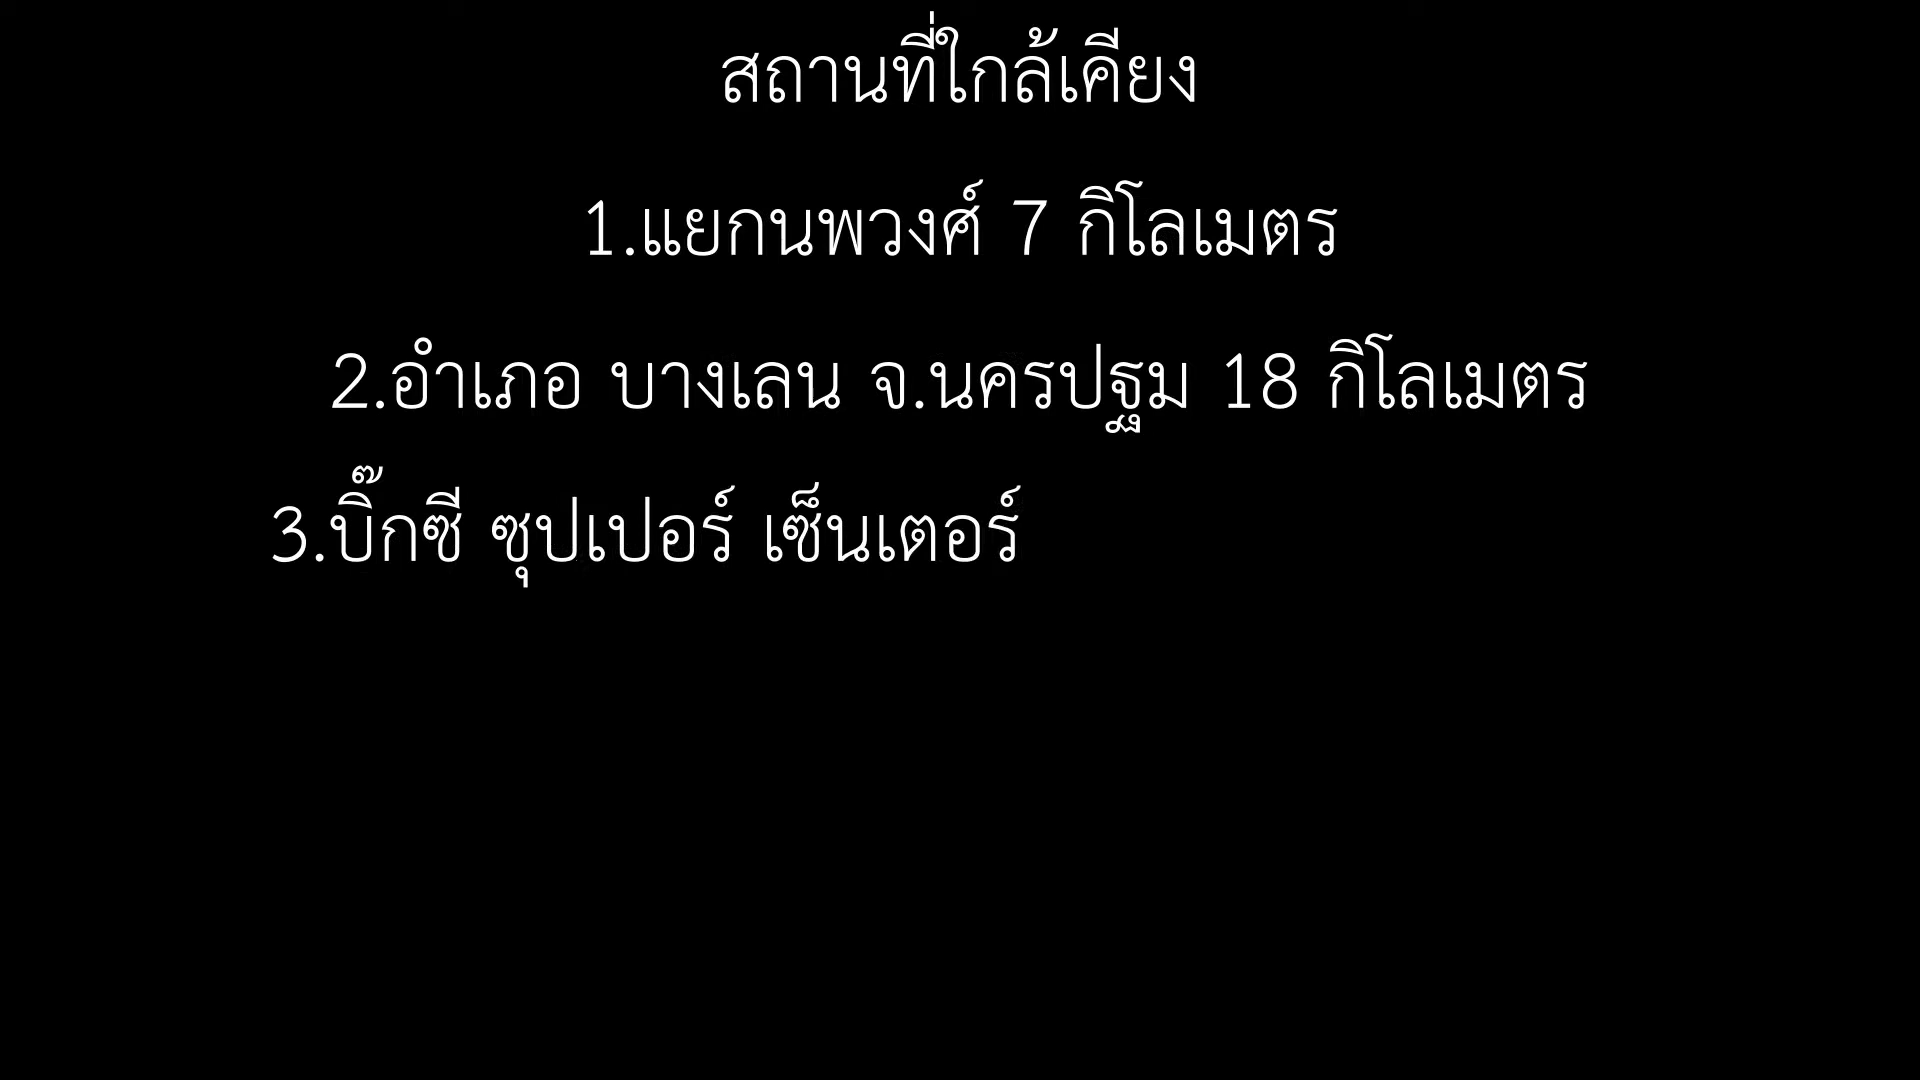 สถานที่ใกล้เคียง
1.แยกนพวงศ์ 7 กิโลเมตร
2.อำเภอ บางเลน จ.นครปฐม 18 กิโลเมตร
3.บิ๊กซี ซุปเปอร์ เซ็นเตอร์